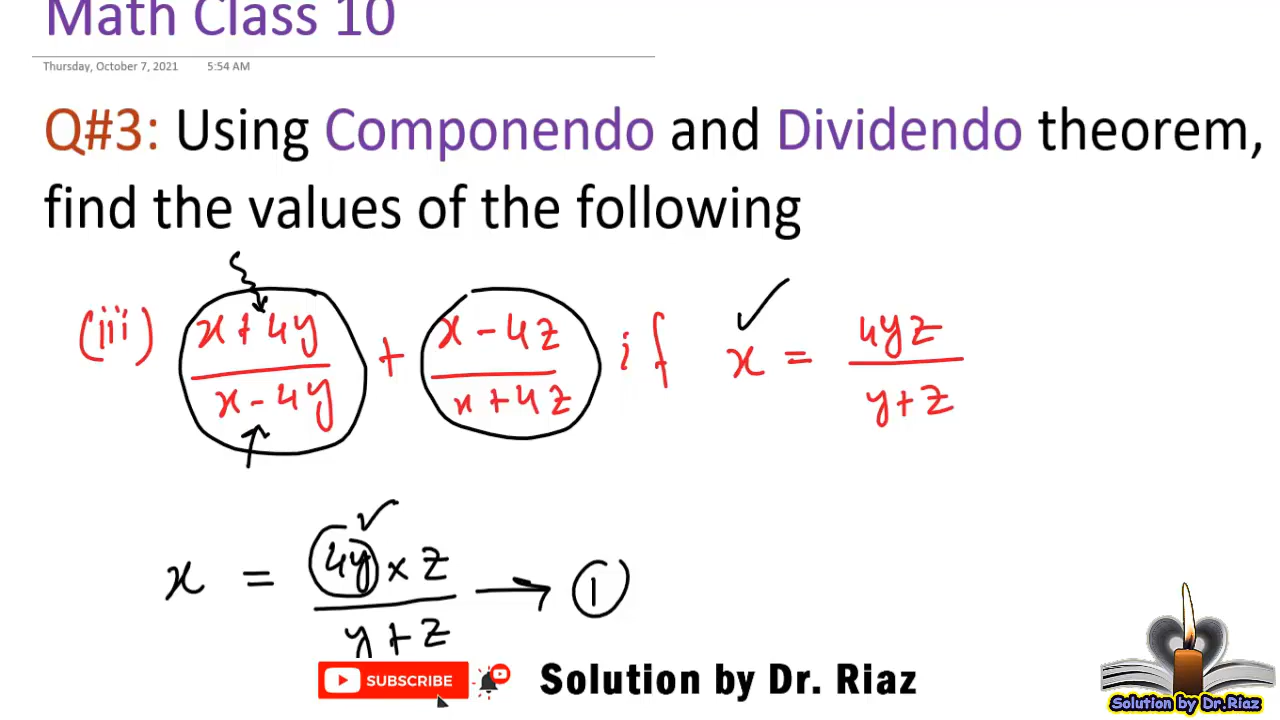 Math Class 10
Thursday, October 7, 2021 5:54 AM
Q#3: Using Componendo and Dividendo theorem,
find the values of the following
(iii) x+4y / x-4y + x-4z / x+4z if x = 4yz / y+z
x = 4y×z / y+z → ①
SUBSCRIBE
Solution by Dr. Riaz
Solution by Dr.Riaz